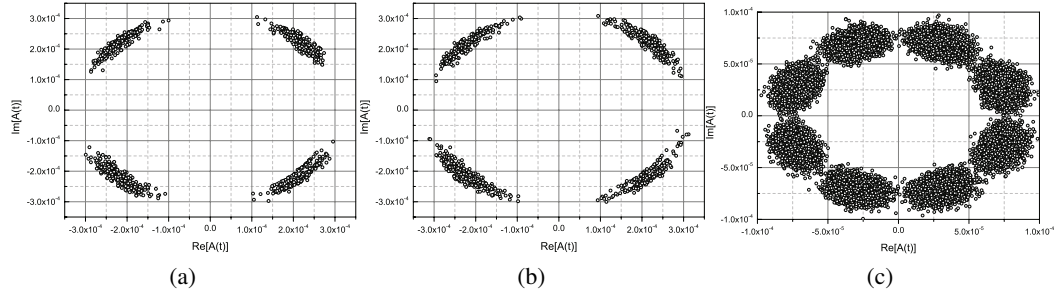 3.0x10⁻⁴
2.0x10⁻⁴
1.0x10⁻⁴
0.0
-1.0x10⁻⁴
-2.0x10⁻⁴
-3.0x10⁻⁴
Im[A(t)]
-3.0x10⁻⁴ -2.0x10⁻⁴ -1.0x10⁻⁴ 0.0 1.0x10⁻⁴ 2.0x10⁻⁴ 3.0x10⁻⁴
Re[A(t)]
(a)
3.0x10⁻⁴
2.0x10⁻⁴
1.0x10⁻⁴
0.0
-1.0x10⁻⁴
-2.0x10⁻⁴
-3.0x10⁻⁴
Im[A(t)]
-3.0x10⁻⁴ -2.0x10⁻⁴ -1.0x10⁻⁴ 0.0 1.0x10⁻⁴ 2.0x10⁻⁴ 3.0x10⁻⁴
Re[A(t)]
(b)
1.0x10⁻⁴
5.0x10⁻⁵
0.0
-5.0x10⁻⁵
-1.0x10⁻⁴
Im[A(t)]
-1.0x10⁻⁴ -5.0x10⁻⁵ 0.0 5.0x10⁻⁵ 1.0x10⁻⁴
Re[A(t)]
(c)